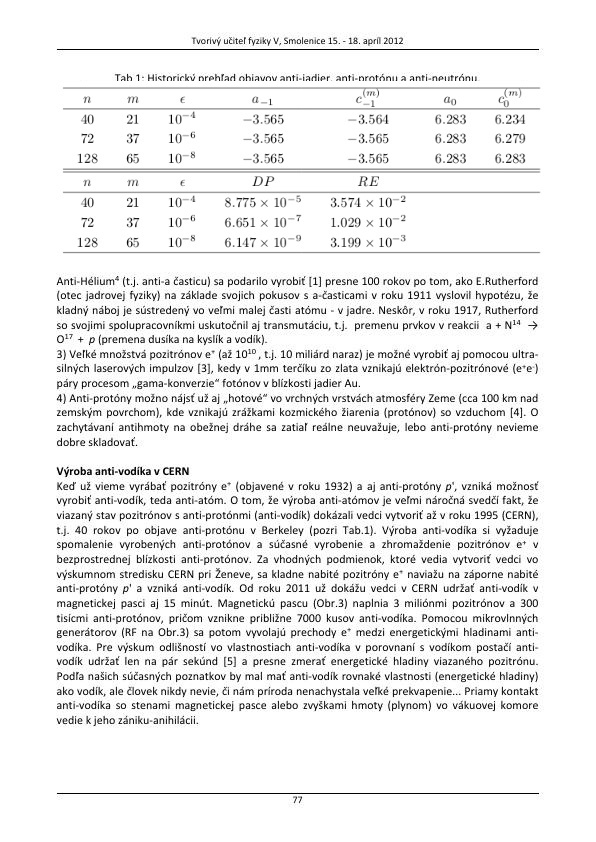 Tvorivý učiteľ fyziky V, Smolenice 15. - 18. apríl 2012
Tab 1: Historický prehľad objavov anti-jadier, anti-protónu a anti-neutrónu.
n m ϵ a₋₁ c₋₁^(m) a₀ c₀^(m)
40 21 10⁻⁴ −3.565 −3.564 6.283 6.234
72 37 10⁻⁶ −3.565 −3.565 6.283 6.279
128 65 10⁻⁸ −3.565 −3.565 6.283 6.283
n m ϵ DP RE
40 21 10⁻⁴ 8.775 × 10⁻⁵ 3.574 × 10⁻²
72 37 10⁻⁶ 6.651 × 10⁻⁷ 1.029 × 10⁻²
128 65 10⁻⁸ 6.147 × 10⁻⁹ 3.199 × 10⁻³
Anti-Hélium⁴ (t.j. anti-a časticu) sa podarilo vyrobiť [1] presne 100 rokov po tom, ako E.Rutherford
(otec jadrovej fyziky) na základe svojich pokusov s a-časticami v roku 1911 vyslovil hypotézu, že
kladný náboj je sústredený vo veľmi malej časti atómu - v jadre. Neskôr, v roku 1917, Rutherford
so svojimi spolupracovníkmi uskutočnil aj transmutáciu, t.j. premenu prvkov v reakcii a + N¹⁴ →
O¹⁷ + p (premena dusíka na kyslík a vodík).
3) Veľké množstvá pozitrónov e⁺ (až 10¹⁰ , t.j. 10 miliárd naraz) je možné vyrobiť aj pomocou ultra-
silných laserových impulzov [3], kedy v 1mm terčíku zo zlata vznikajú elektrón-pozitrónové (e⁺e⁻)
páry procesom „gama-konverzie“ fotónov v blízkosti jadier Au.
4) Anti-protóny možno nájsť už aj „hotové“ vo vrchných vrstvách atmosféry Zeme (cca 100 km nad
zemským povrchom), kde vznikajú zrážkami kozmického žiarenia (protónov) so vzduchom [4]. O
zachytávaní antihmoty na obežnej dráhe sa zatiaľ reálne neuvažuje, lebo anti-protóny nevieme
dobre skladovať.
Výroba anti-vodíka v CERN
Keď už vieme vyrábať pozitróny e⁺ (objavené v roku 1932) a aj anti-protóny p', vzniká možnosť
vyrobiť anti-vodík, teda anti-atóm. O tom, že výroba anti-atómov je veľmi náročná svedčí fakt, že
viazaný stav pozitrónov s anti-protónmi (anti-vodík) dokázali vedci vytvoriť až v roku 1995 (CERN),
t.j. 40 rokov po objave anti-protónu v Berkeley (pozri Tab.1). Výroba anti-vodíka si vyžaduje
spomalenie vyrobených anti-protónov a súčasné vyrobenie a zhromaždenie pozitrónov e⁺ v
bezprostrednej blízkosti anti-protónov. Za vhodných podmienok, ktoré vedia vytvoriť vedci vo
výskumnom stredisku CERN pri Ženeve, sa kladne nabité pozitróny e⁺ naviažu na záporne nabité
anti-protóny p' a vzniká anti-vodík. Od roku 2011 už dokážu vedci v CERN udržať anti-vodík v
magnetickej pasci aj 15 minút. Magnetickú pascu (Obr.3) naplnia 3 miliónmi pozitrónov a 300
tisícmi anti-protónov, pričom vznikne približne 7000 kusov anti-vodíka. Pomocou mikrovlnných
generátorov (RF na Obr.3) sa potom vyvolajú prechody e⁺ medzi energetickými hladinami anti-
vodíka. Pre výskum odlišností vo vlastnostiach anti-vodíka v porovnaní s vodíkom postačí anti-
vodík udržať len na pár sekúnd [5] a presne zmerať energetické hladiny viazaného pozitrónu.
Podľa našich súčasných poznatkov by mal mať anti-vodík rovnaké vlastnosti (energetické hladiny)
ako vodík, ale človek nikdy nevie, či nám príroda nenachystala veľké prekvapenie... Priamy kontakt
anti-vodíka so stenami magnetickej pasce alebo zvyškami hmoty (plynom) vo vákuovej komore
vedie k jeho zániku-anihilácii.
77